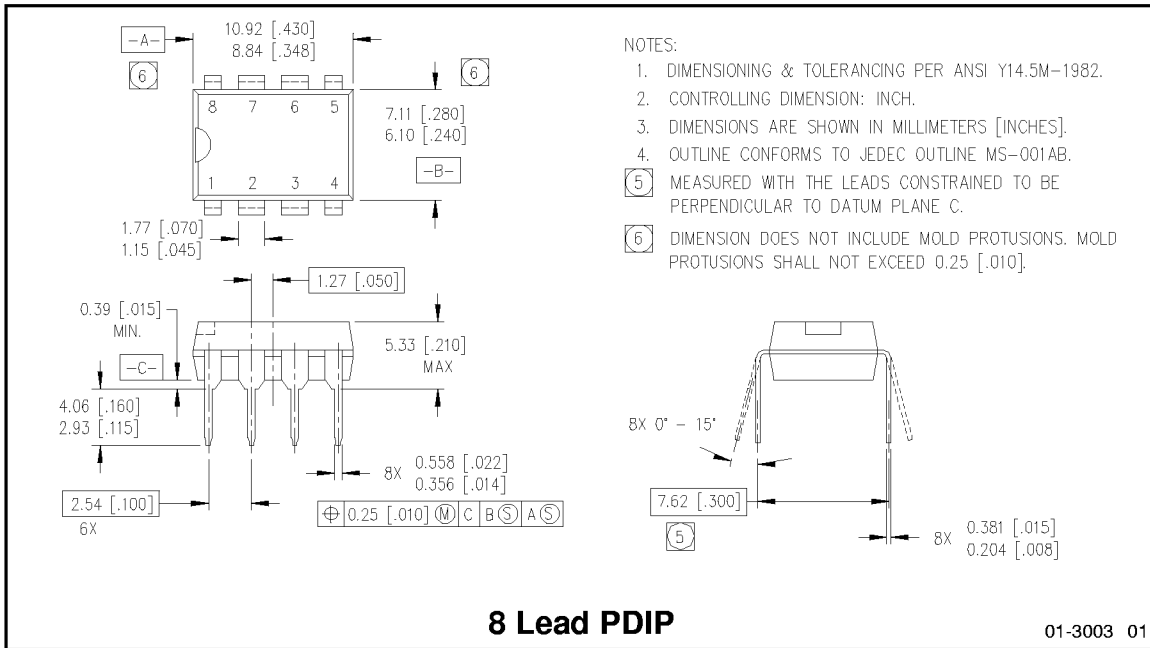 -A-
10.92 [.430]
8.84 [.348]
6
6
8 7 6 5
1 2 3 4
7.11 [.280]
6.10 [.240]
-B-
1.77 [.070]
1.15 [.045]
1.27 [.050]
0.39 [.015]
MIN.
-C-
5.33 [.210]
MAX
4.06 [.160]
2.93 [.115]
8X 0.558 [.022]
0.356 [.014]
2.54 [.100]
6X
⌖ 0.25 [.010] Ⓜ C B Ⓢ A Ⓢ
NOTES:
1. DIMENSIONING & TOLERANCING PER ANSI Y14.5M-1982.
2. CONTROLLING DIMENSION: INCH.
3. DIMENSIONS ARE SHOWN IN MILLIMETERS [INCHES].
4. OUTLINE CONFORMS TO JEDEC OUTLINE MS-001AB.
5 MEASURED WITH THE LEADS CONSTRAINED TO BE
PERPENDICULAR TO DATUM PLANE C.
6 DIMENSION DOES NOT INCLUDE MOLD PROTUSIONS. MOLD
PROTUSIONS SHALL NOT EXCEED 0.25 [.010].
8X 0° - 15°
7.62 [.300]
5
8X 0.381 [.015]
0.204 [.008]
8 Lead PDIP
01-3003 01